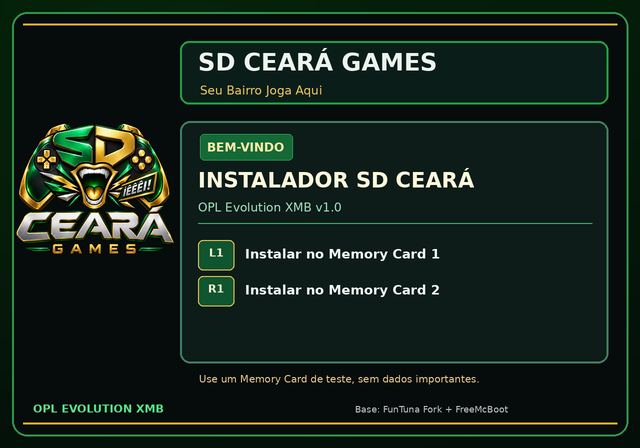 SD CEARÁ GAMES
Seu Bairro Joga Aqui
SD
IÊÊÊI!
CEARÁ
GAMES
BEM-VINDO
INSTALADOR SD CEARÁ
OPL Evolution XMB v1.0
L1 Instalar no Memory Card 1
R1 Instalar no Memory Card 2
Use um Memory Card de teste, sem dados importantes.
OPL EVOLUTION XMB
Base: FunTuna Fork + FreeMcBoot